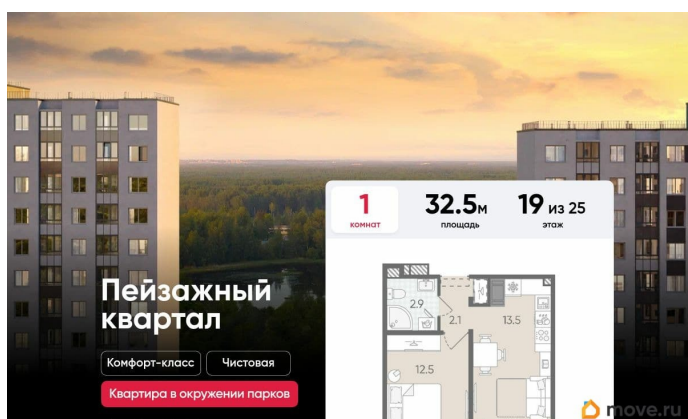 1
комнат
32.5м
площадь
19 из 25
этаж
Пейзажный
квартал
Комфорт-класс
Чистовая
Квартира в окружении парков
2.9
2.1
13.5
12.5
move.ru